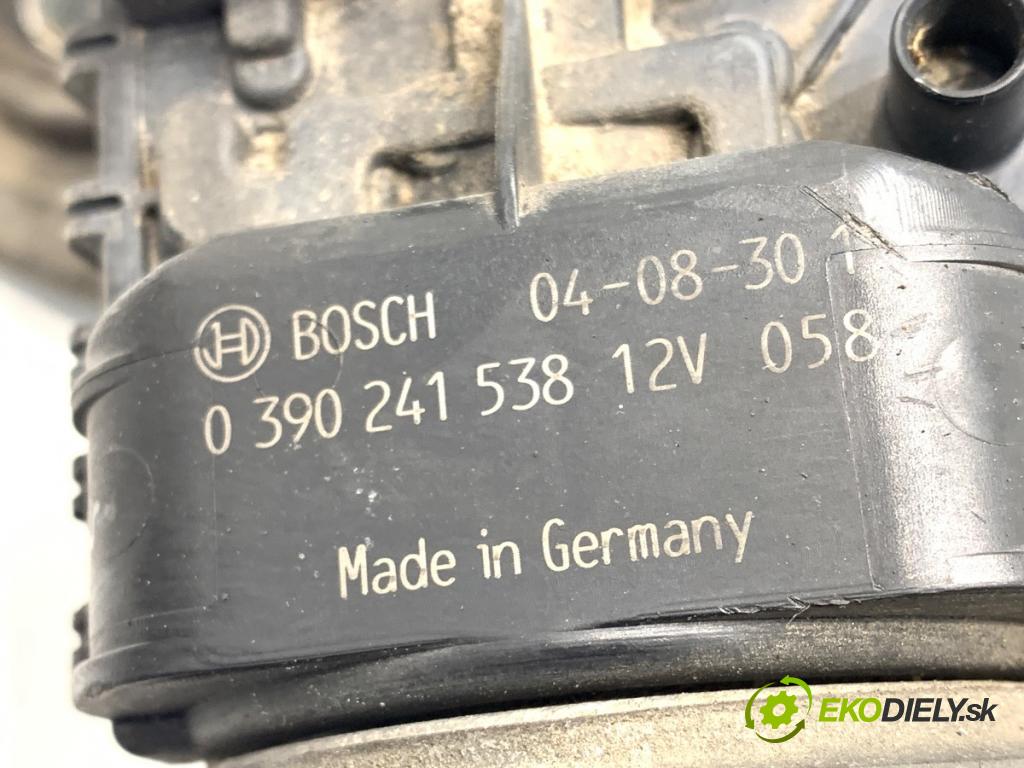 BOSCH 04-08-30 1
0 390 241 538 12V 058
Made in Germany
EKODIELY.sk